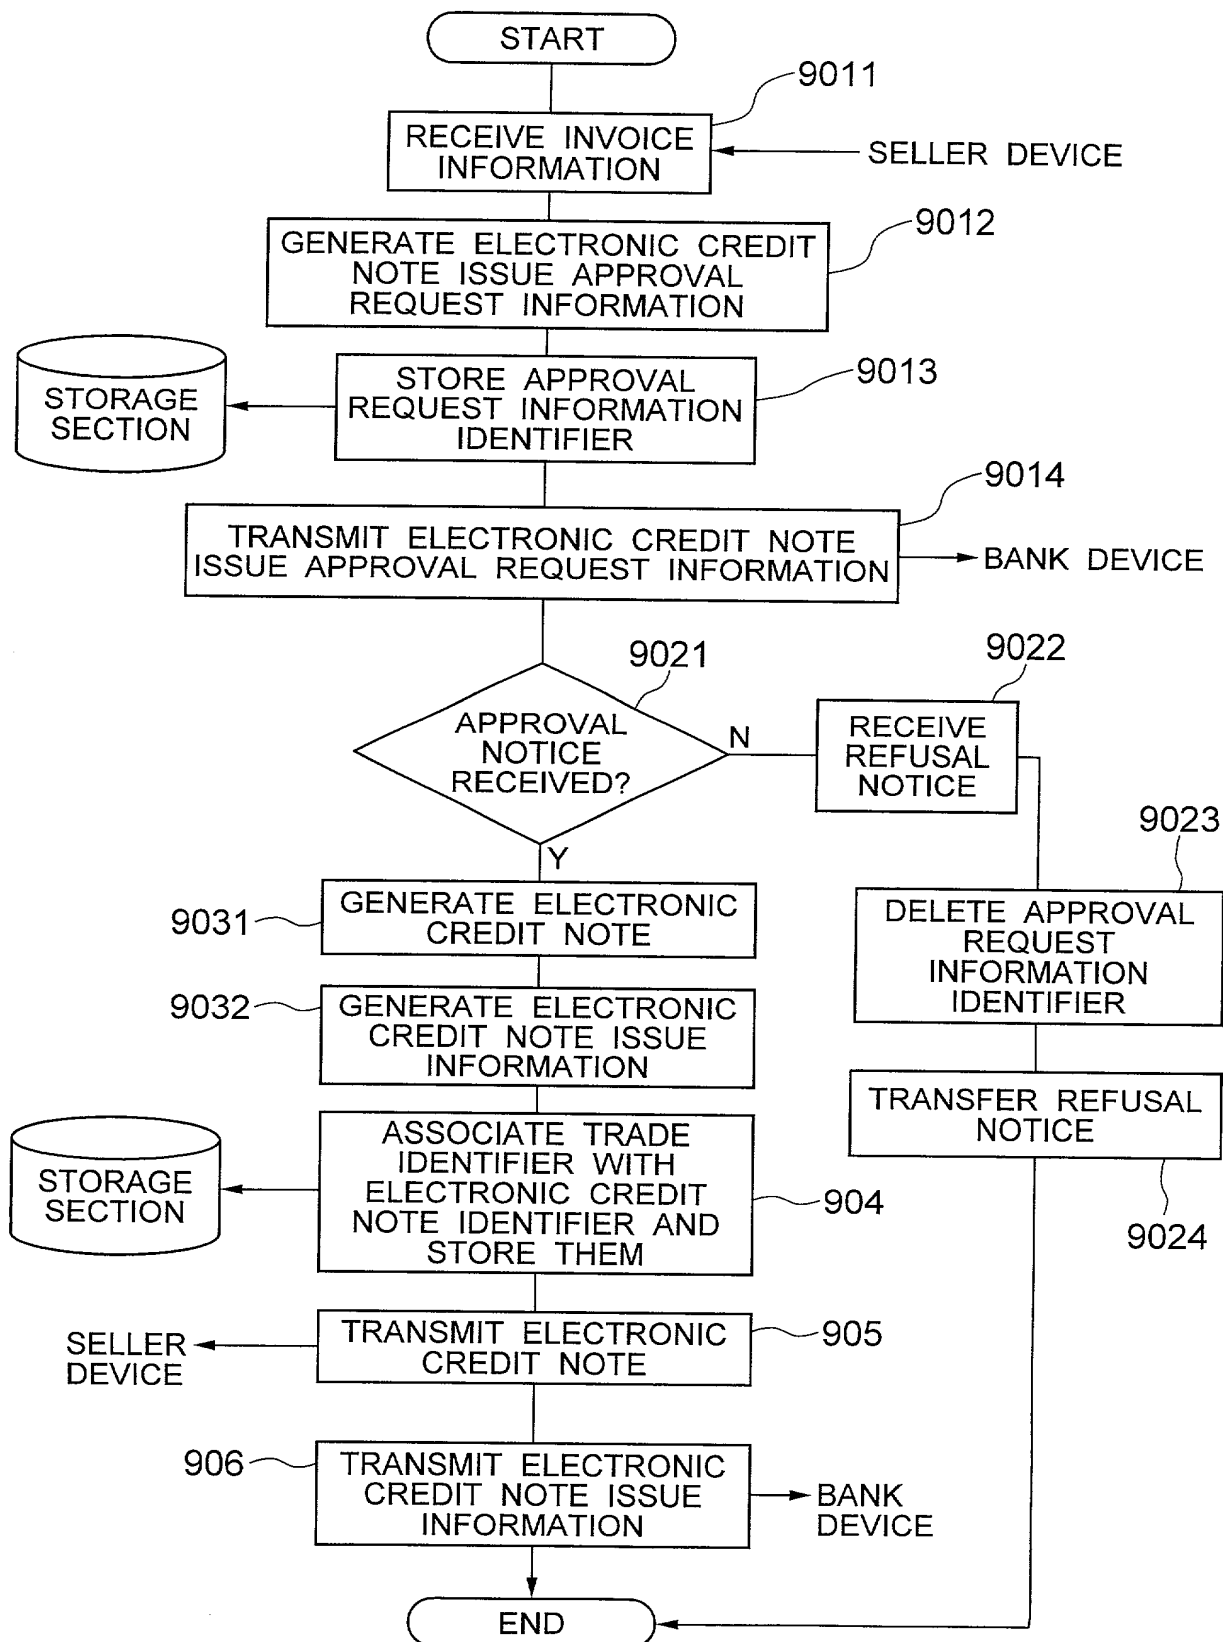 START
9011
RECEIVE INVOICE
INFORMATION
SELLER DEVICE
9012
GENERATE ELECTRONIC CREDIT
NOTE ISSUE APPROVAL
REQUEST INFORMATION
9013
STORE APPROVAL
REQUEST INFORMATION
IDENTIFIER
STORAGE
SECTION
9014
TRANSMIT ELECTRONIC CREDIT NOTE
ISSUE APPROVAL REQUEST INFORMATION
BANK DEVICE
9021
APPROVAL
NOTICE
RECEIVED?
N
9022
RECEIVE
REFUSAL
NOTICE
Y
9023
DELETE APPROVAL
REQUEST
INFORMATION
IDENTIFIER
TRANSFER REFUSAL
NOTICE
9024
9031
GENERATE ELECTRONIC
CREDIT NOTE
9032
GENERATE ELECTRONIC
CREDIT NOTE ISSUE
INFORMATION
ASSOCIATE TRADE
IDENTIFIER WITH
ELECTRONIC CREDIT
NOTE IDENTIFIER AND
STORE THEM
904
STORAGE
SECTION
TRANSMIT ELECTRONIC
CREDIT NOTE
905
SELLER
DEVICE
906
TRANSMIT ELECTRONIC
CREDIT NOTE ISSUE
INFORMATION
BANK
DEVICE
END